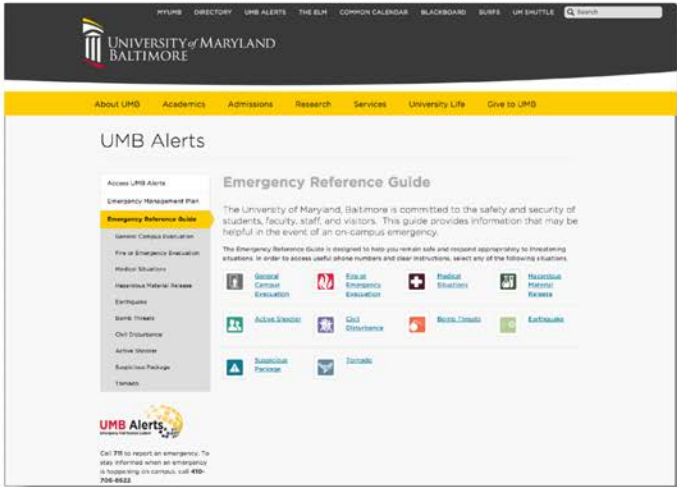 MYUMB DIRECTORY UMB ALERTS THE ELM COMMON CALENDAR BLACKBOARD SURFS UM SHUTTLE Search
UNIVERSITY of MARYLAND
BALTIMORE
About UMB Academics Admissions Research Services University Life Give to UMB
UMB Alerts
Access UMB Alerts
Emergency Management Plan
Emergency Reference Guide
General Campus Evacuation
Fire or Emergency Evacuation
Medical Situations
Hazardous Material Release
Earthquake
Bomb Threats
Civil Disturbance
Active Shooter
Suspicious Package
Tornado
Emergency Reference Guide
The University of Maryland, Baltimore is committed to the safety and security of
students, faculty, staff, and visitors. This guide provides information that may be
helpful in the event of an on-campus emergency.
The Emergency Reference Guide is designed to help you remain safe and respond appropriately to threatening
situations. In order to access useful phone numbers and clear instructions, select any of the following situations.
General
Campus
Evacuation
Fire or
Emergency
Evacuation
Medical
Situations
Hazardous
Material
Release
Active Shooter
Civil
Disturbance
Bomb Threats
Earthquake
Suspicious
Package
Tornado
UMB Alerts
Call 711 to report an emergency. To
stay informed when an emergency
is happening on campus, call 410-
706-8622